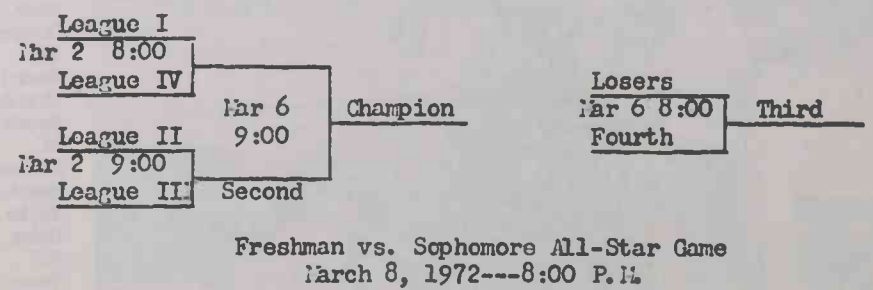 League I
Mar 2 8:00
League IV
Mar 6
9:00
Champion
League II
Mar 2 9:00
League III
Second
Losers
Mar 6 8:00
Fourth
Third
Freshman vs. Sophomore All-Star Game
March 8, 1972---8:00 P.M.